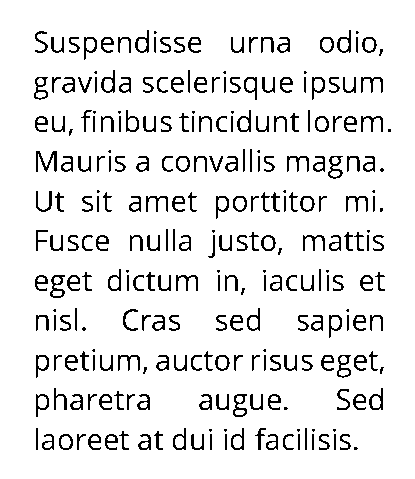 Suspendisse urna odio,
gravida scelerisque ipsum
eu, finibus tincidunt lorem.
Mauris a convallis magna.
Ut sit amet porttitor mi.
Fusce nulla justo, mattis
eget dictum in, iaculis et
nisl. Cras sed sapien
pretium, auctor risus eget,
pharetra augue. Sed
laoreet at dui id facilisis.